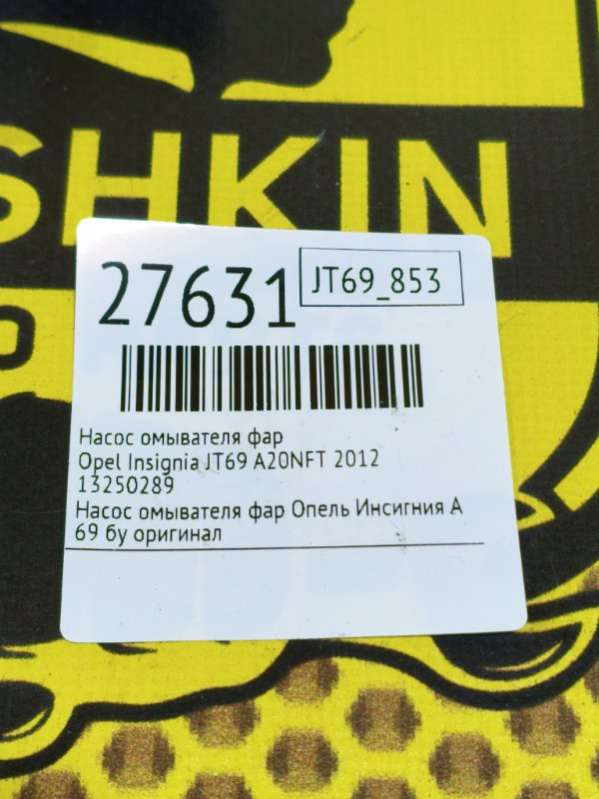 SHKIN
27631
JT69_853
Насос омывателя фар
Opel Insignia JT69 A20NFT 2012
13250289
Насос омывателя фар Опель Инсигния А
69 бу оригинал